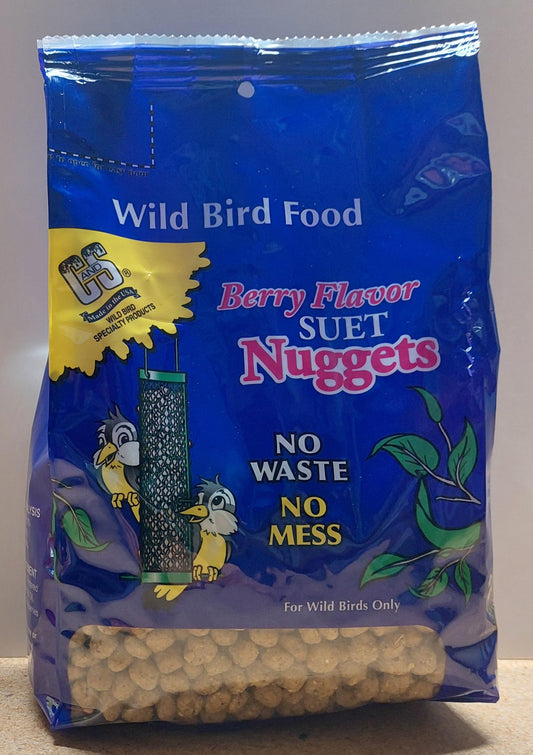 Wild Bird Food
C AND S ®
Made in the USA
WILD BIRD
SPECIALTY PRODUCTS
Berry Flavor
SUET
Nuggets
NO
WASTE
NO
MESS
For Wild Birds Only